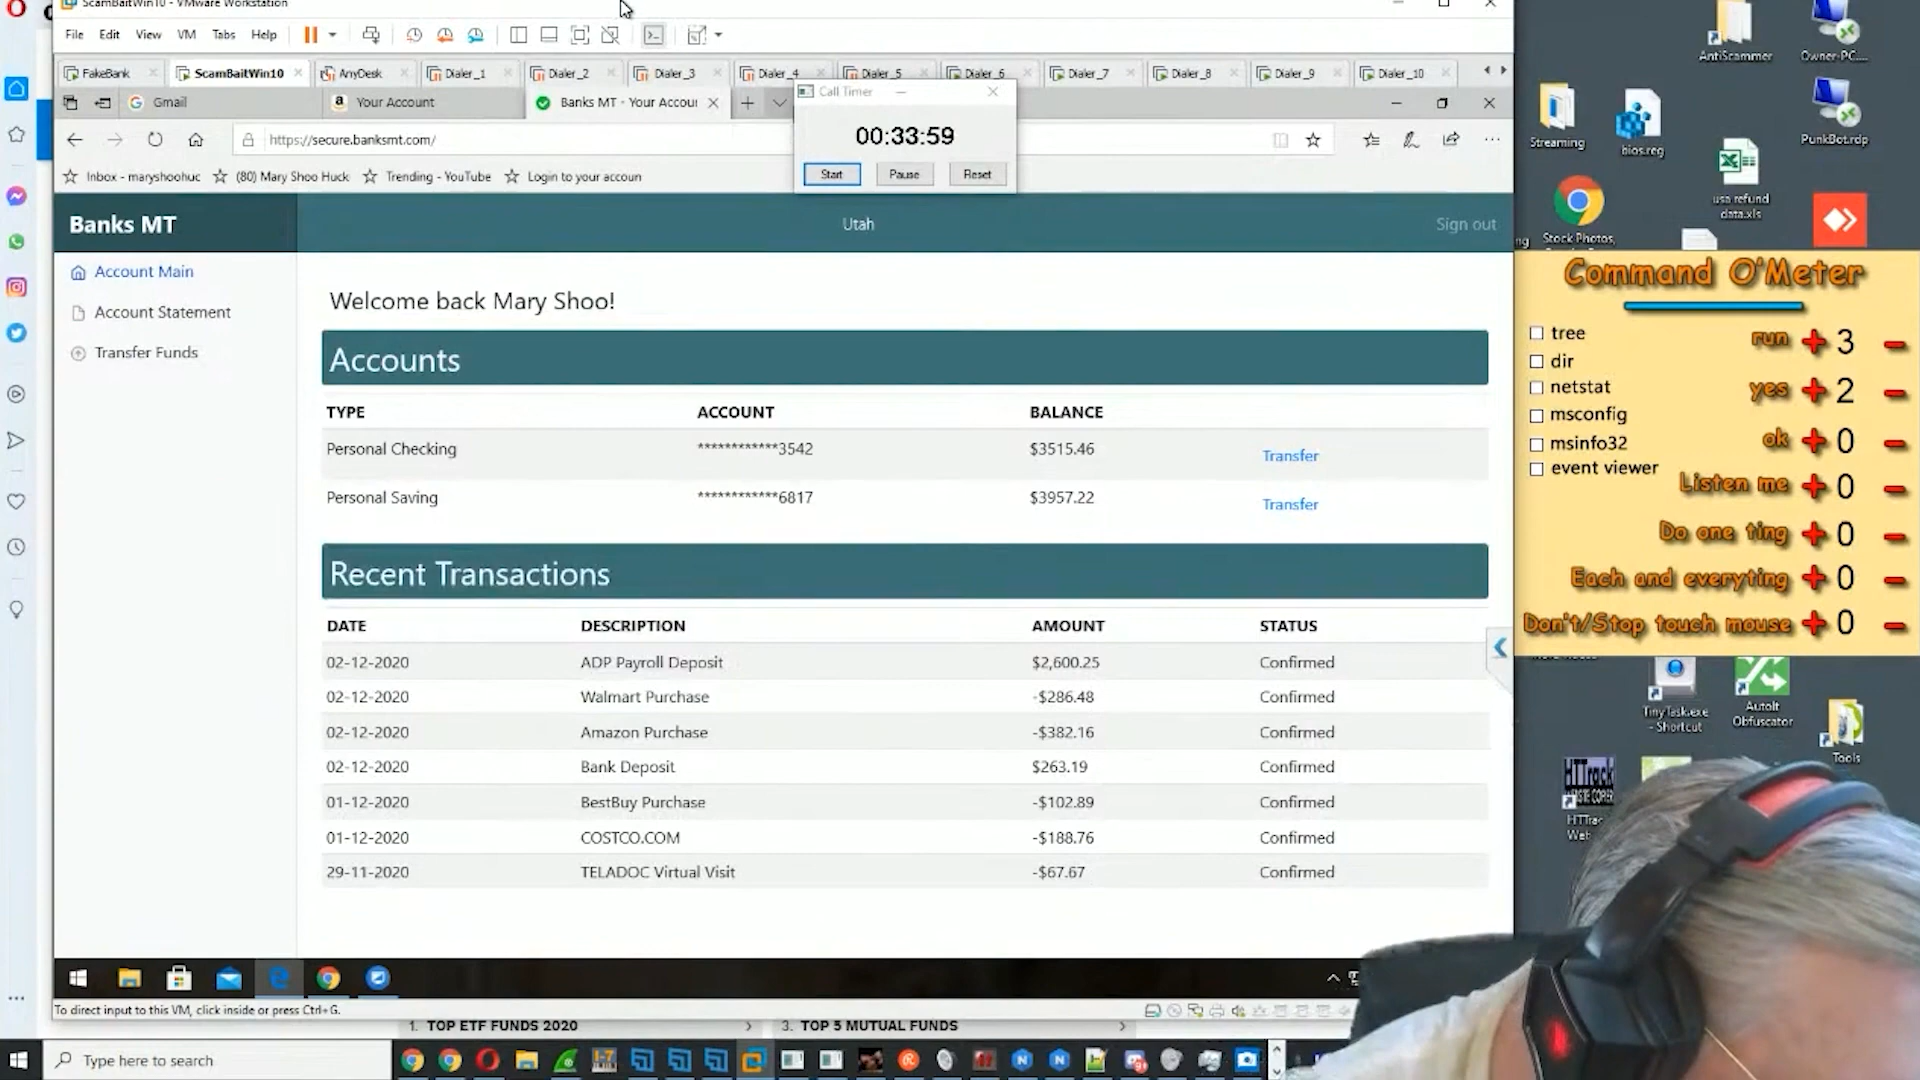 ScamBaitWin10 - VMware Workstation
File Edit View VM Tabs Help
FakeBank ScamBaitWin10 AnyDesk Dialer_1 Dialer_2 Dialer_3 Dialer_4 Dialer_5 Dialer_6 Dialer_7 Dialer_8 Dialer_9 Dialer_10
Gmail Your Account Banks MT - Your Accour
https://secure.banksmt.com/
Inbox - maryshoohuc (80) Mary Shoo Huck Trending - YouTube Login to your accoun
Call Timer
00:33:59
Start Pause Reset
Banks MT Utah Sign out
Account Main
Account Statement
Transfer Funds
Welcome back Mary Shoo!
Accounts
TYPE ACCOUNT BALANCE
Personal Checking ************3542 $3515.46 Transfer
Personal Saving ************6817 $3957.22 Transfer
Recent Transactions
DATE DESCRIPTION AMOUNT STATUS
02-12-2020 ADP Payroll Deposit $2,600.25 Confirmed
02-12-2020 Walmart Purchase -$286.48 Confirmed
02-12-2020 Amazon Purchase -$382.16 Confirmed
02-12-2020 Bank Deposit $263.19 Confirmed
01-12-2020 BestBuy Purchase -$102.89 Confirmed
01-12-2020 COSTCO.COM -$188.76 Confirmed
29-11-2020 TELADOC Virtual Visit -$67.67 Confirmed
To direct input to this VM, click inside or press Ctrl+G.
1. TOP ETF FUNDS 2020 3. TOP 5 MUTUAL FUNDS
Type here to search
AntiScammer
Owner-PC....
Streaming
bios.reg
PunkBot.rdp
usa refund
data.xls
Stock Photos,
Command O'Meter
tree
dir
netstat
msconfig
msinfo32
event viewer
run + 3 -
yes + 2 -
ok + 0 -
Listen me + 0 -
Do one ting + 0 -
Each and everyting + 0 -
Don't/Stop touch mouse + 0 -
TinyTask.exe
- Shortcut
AutoIt
Obfuscator
Tools
HTTrack
WEBSITE COPIER
HTTrac
Web